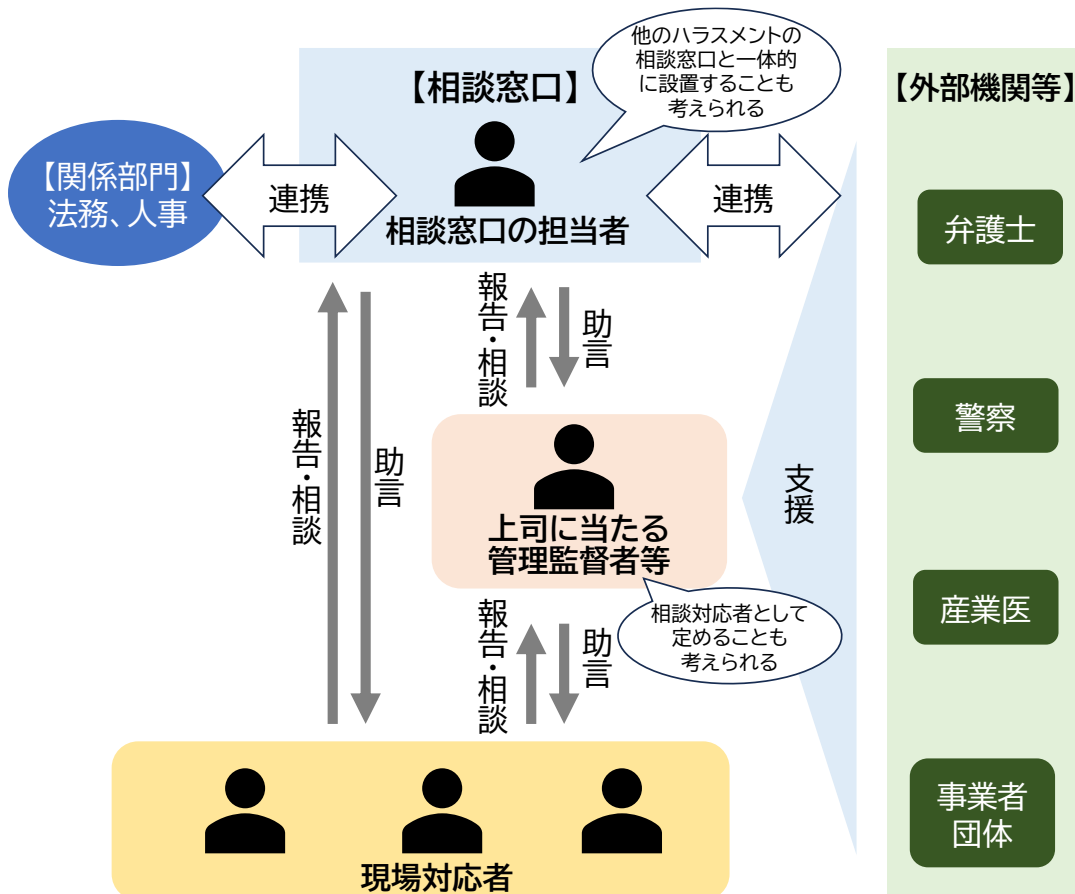 他のハラスメントの
相談窓口と一体的
に設置することも
考えられる
【相談窓口】
【外部機関等】
【関係部門】
法務、人事
連携
連携
相談窓口の担当者
弁護士
報告・相談
助言
報告・相談
助言
警察
上司に当たる
管理監督者等
支援
相談対応者として
定めることも
考えられる
産業医
報告・相談
助言
事業者
団体
現場対応者